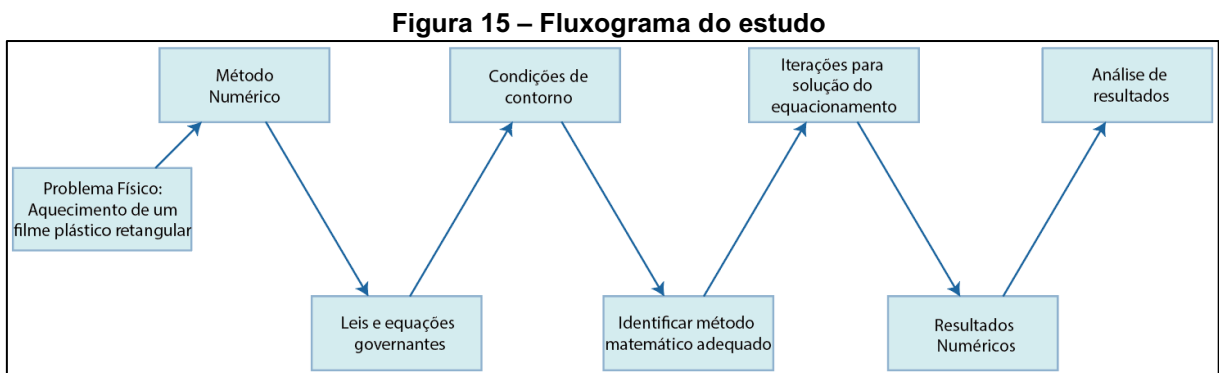 Figura 15 – Fluxograma do estudo
Problema Físico:
Aquecimento de um
filme plástico retangular
Método
Numérico
Leis e equações
governantes
Condições de
contorno
Identificar método
matemático adequado
Iterações para
solução do
equacionamento
Resultados
Numéricos
Análise de
resultados